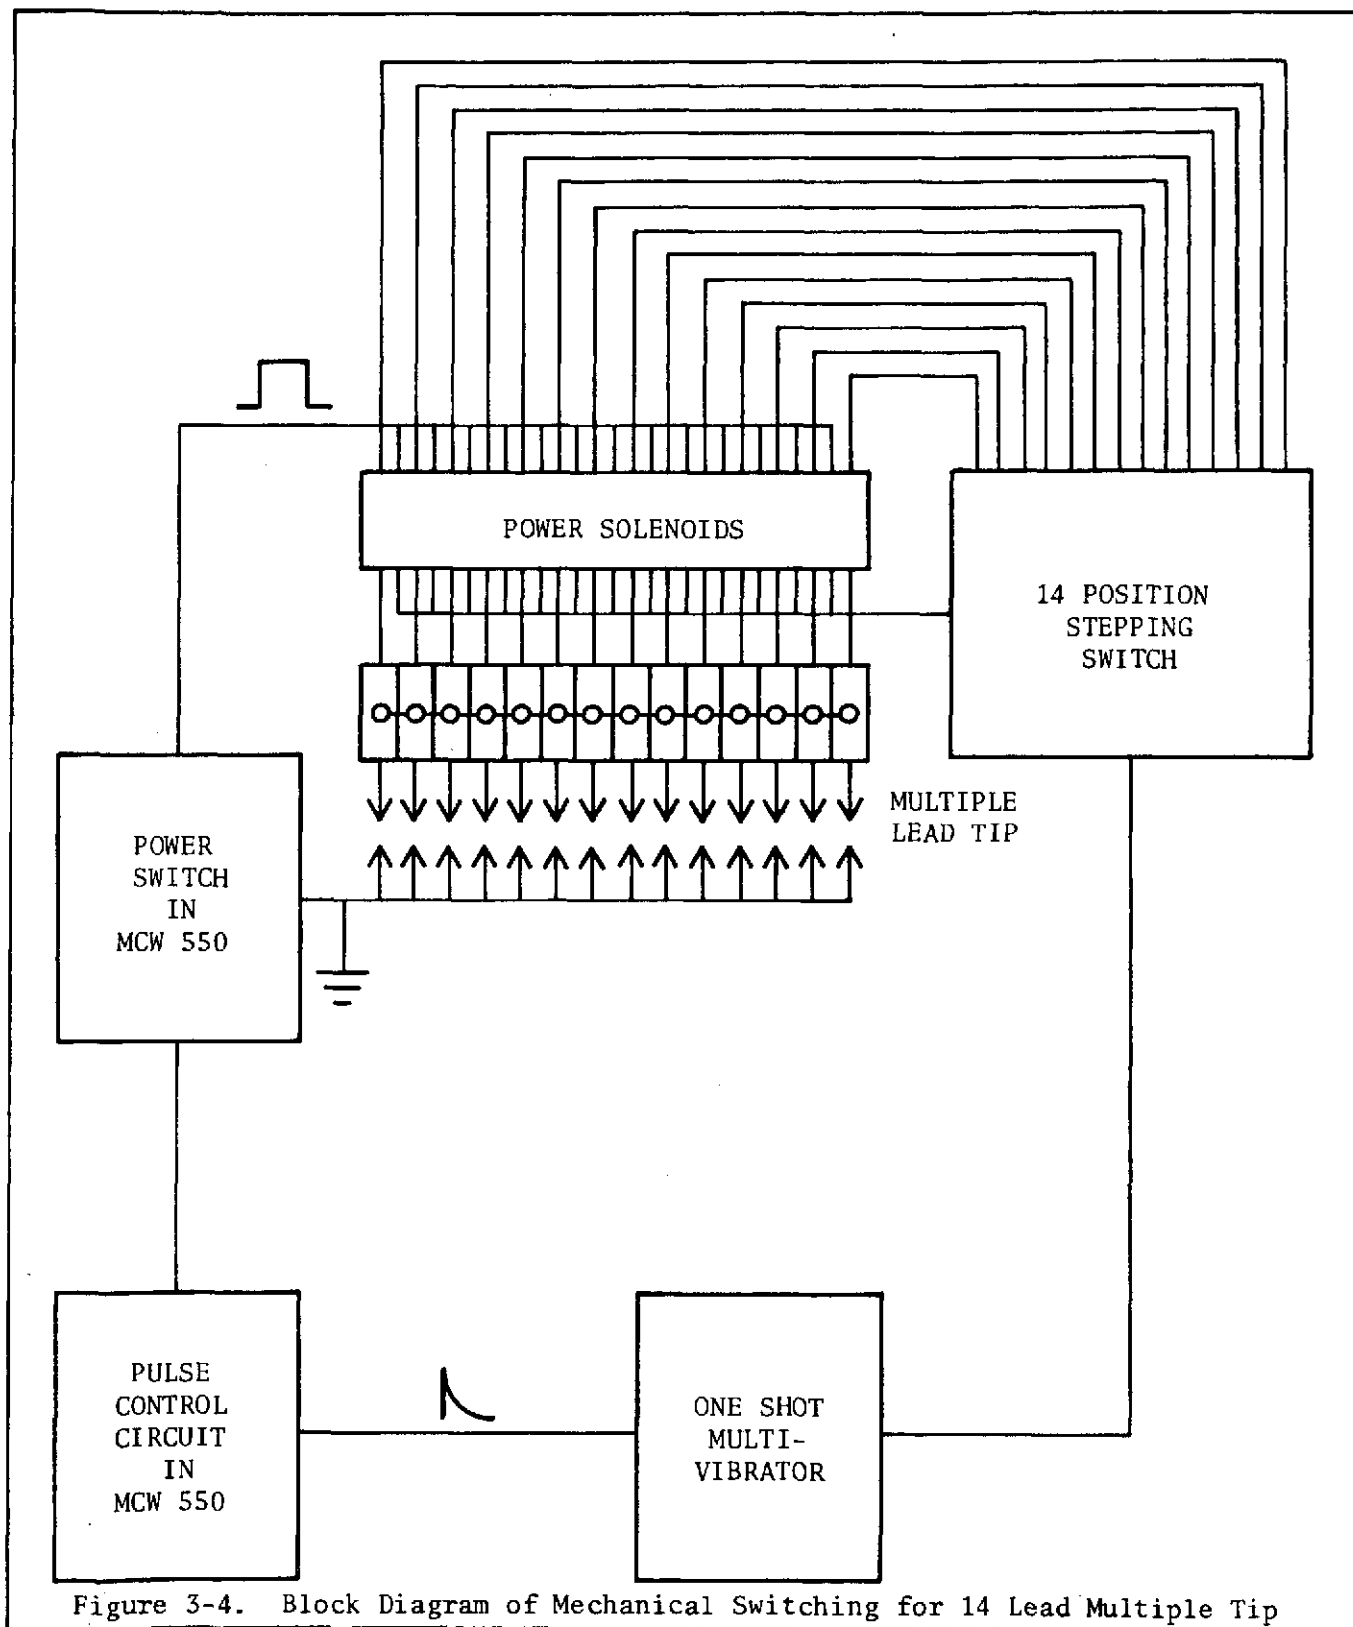 POWER SOLENOIDS
14 POSITION
STEPPING
SWITCH
MULTIPLE
LEAD TIP
POWER
SWITCH
IN
MCW 550
PULSE
CONTROL
CIRCUIT
IN
MCW 550
ONE SHOT
MULTI-
VIBRATOR
Figure 3-4. Block Diagram of Mechanical Switching for 14 Lead Multiple Tip